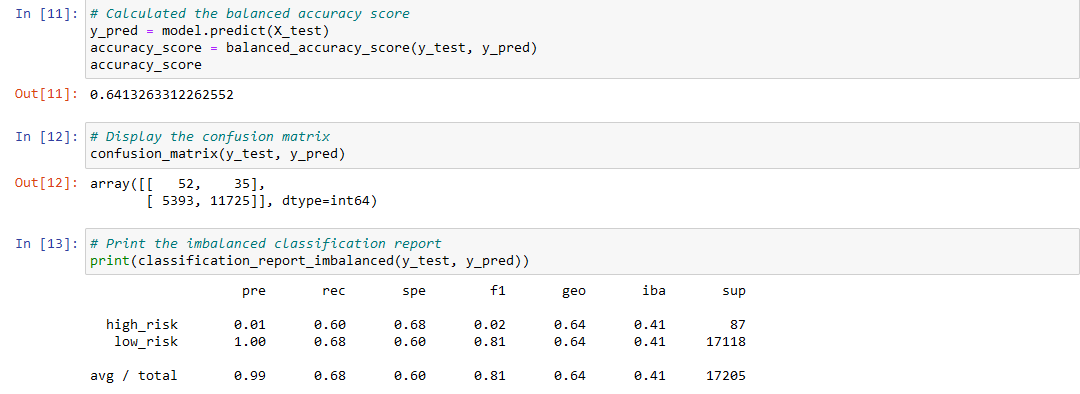 In [11]: # Calculated the balanced accuracy score
y_pred = model.predict(X_test)
accuracy_score = balanced_accuracy_score(y_test, y_pred)
accuracy_score
Out[11]: 0.6413263312262552
In [12]: # Display the confusion matrix
confusion_matrix(y_test, y_pred)
Out[12]: array([[   52,    35],
       [ 5393, 11725]], dtype=int64)
In [13]: # Print the imbalanced classification report
print(classification_report_imbalanced(y_test, y_pred))
pre rec spe f1 geo iba sup
high_risk 0.01 0.60 0.68 0.02 0.64 0.41 87
low_risk 1.00 0.68 0.60 0.81 0.64 0.41 17118
avg / total 0.99 0.68 0.60 0.81 0.64 0.41 17205